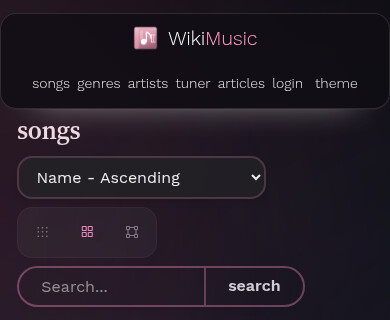 WikiMusic
songs genres artists tuner articles login theme
songs
Name - Ascending
Search... search